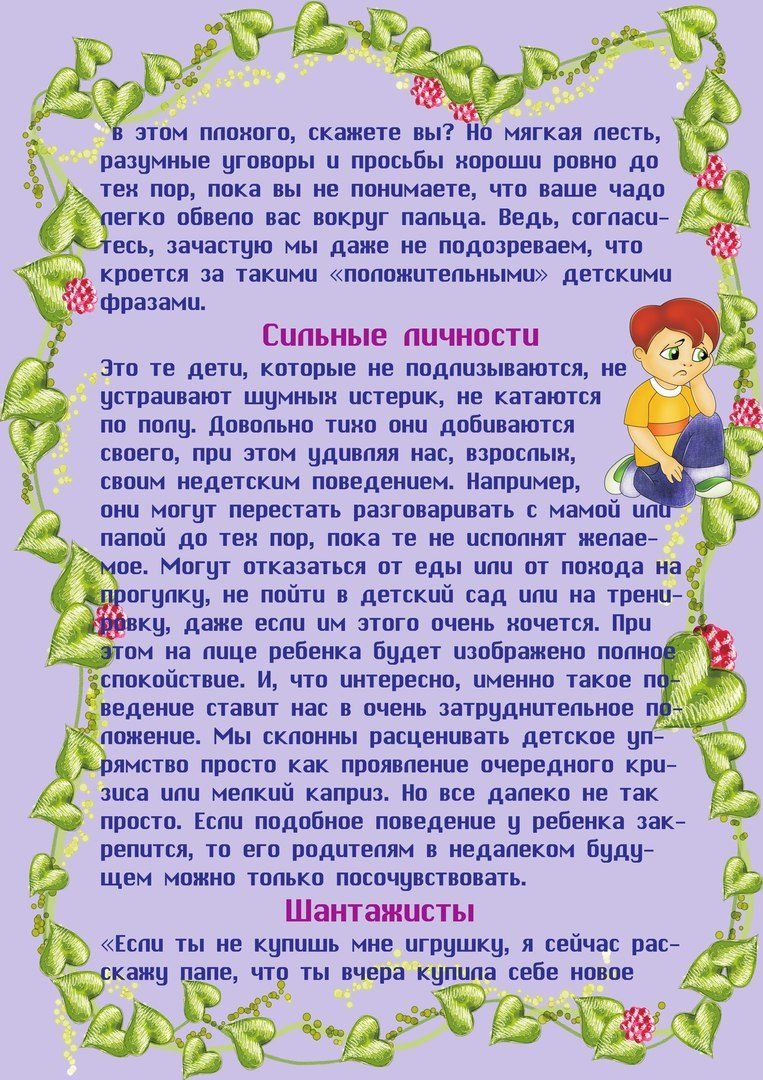 в этом плохого, скажете вы? Но мягкая лесть,
разумные уговоры и просьбы хороши ровно до
тех пор, пока вы не понимаете, что ваше чадо
легко обвело вас вокруг пальца. Ведь, согласи-
тесь, зачастую мы даже не подозреваем, что
кроется за такими «положительными» детскими
фразами.
Сильные личности
Это те дети, которые не подлизываются, не
устраивают шумных истерик, не катаются
по полу. Довольно тихо они добиваются
своего, при этом удивляя нас, взрослых,
своим недетским поведением. Например,
они могут перестать разговаривать с мамой или
папой до тех пор, пока те не исполнят желае-
мое. Могут отказаться от еды или от похода на
прогулку, не пойти в детский сад или на трени-
ровку, даже если им этого очень хочется. При
этом на лице ребенка будет изображено полное
спокойствие. И, что интересно, именно такое по-
ведение ставит нас в очень затруднительное по-
ложение. Мы склонны расценивать детское уп-
рямство просто как проявление очередного кри-
зиса или мелкий каприз. Но все далеко не так
просто. Если подобное поведение у ребенка зак-
репится, то его родителям в недалеком буду-
щем можно только посочувствовать.
Шантажисты
«Если ты не купишь мне игрушку, я сейчас рас-
скажу папе, что ты вчера купила себе новое